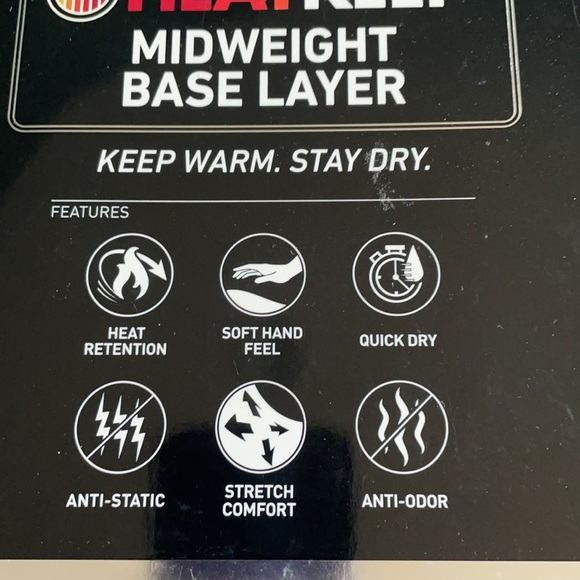 HEATKEEP
MIDWEIGHT
BASE LAYER
KEEP WARM. STAY DRY.
FEATURES
HEAT
RETENTION
SOFT HAND
FEEL
QUICK DRY
ANTI-STATIC
STRETCH
COMFORT
ANTI-ODOR